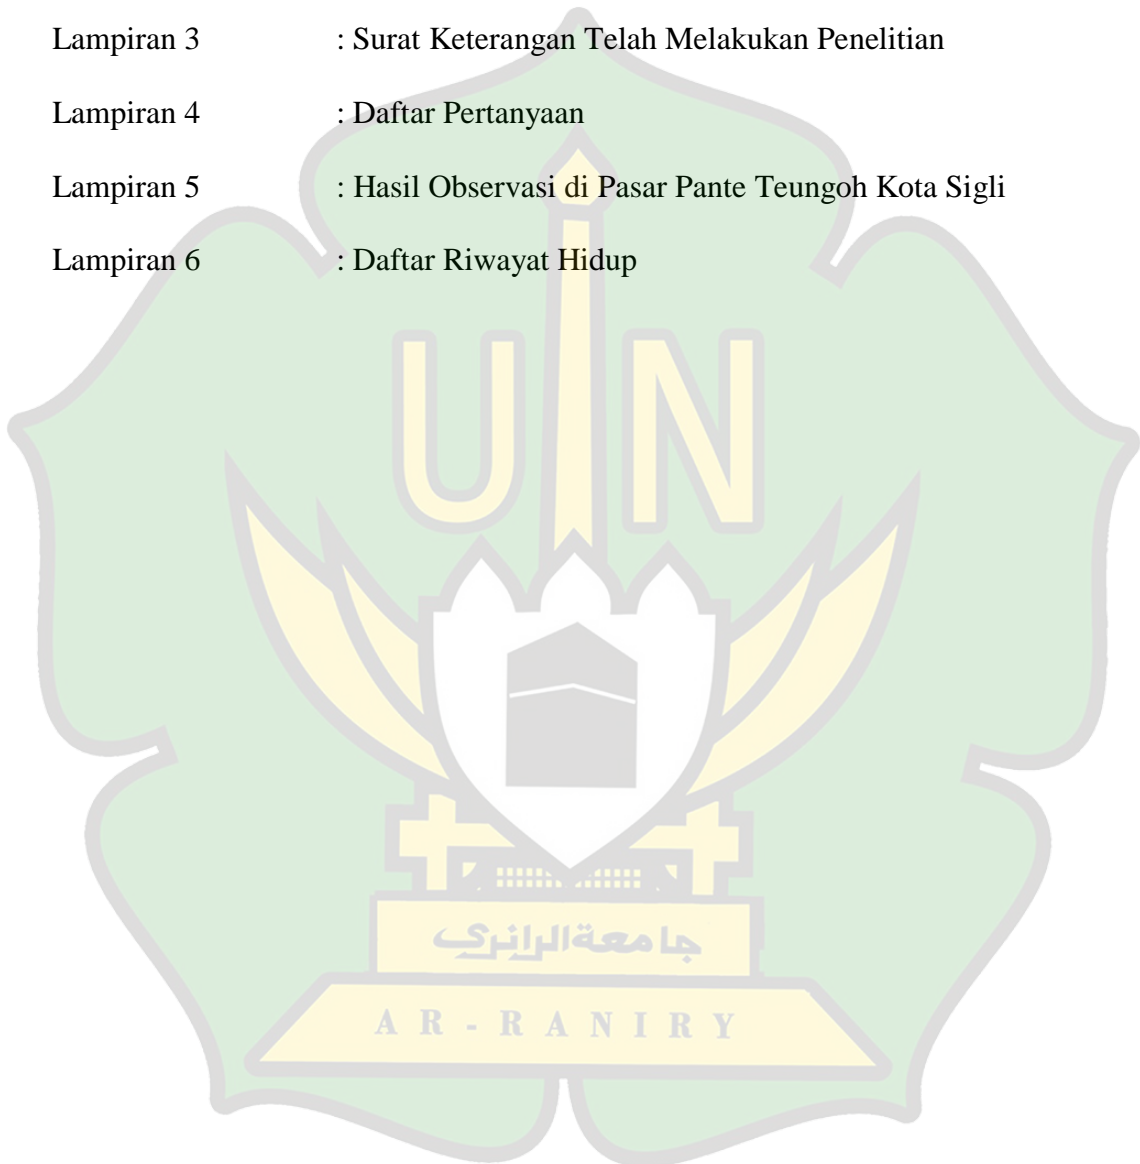 Lampiran 3 : Surat Keterangan Telah Melakukan Penelitian
Lampiran 4 : Daftar Pertanyaan
Lampiran 5 : Hasil Observasi di Pasar Pante Teungoh Kota Sigli
Lampiran 6 : Daftar Riwayat Hidup
UIN
جامعة الرانري
AR-RANIRY